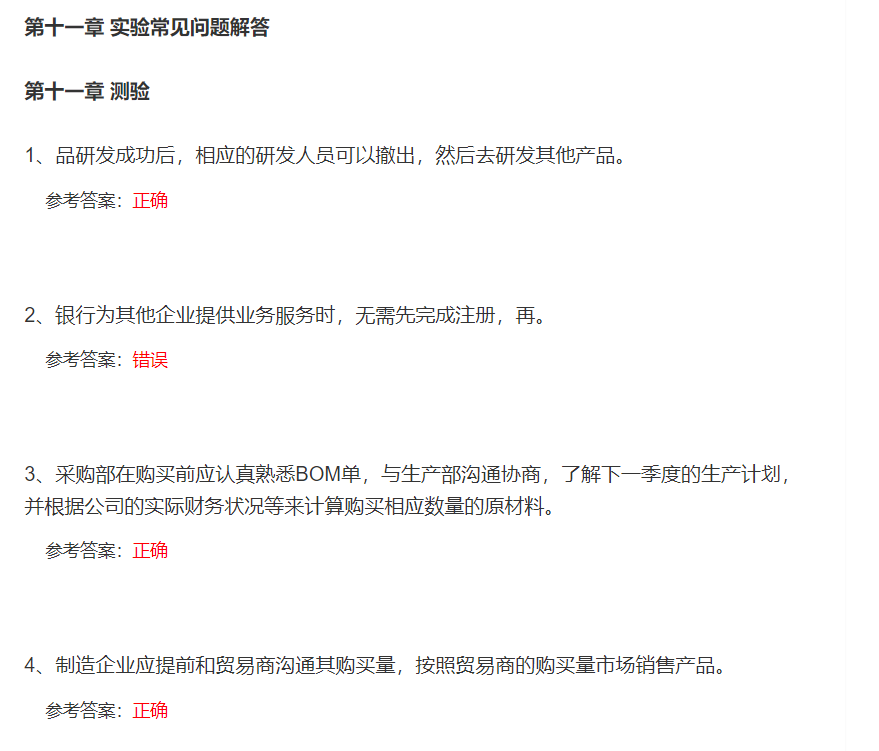 第十一章 实验常见问题解答
第十一章 测验
1、品研发成功后，相应的研发人员可以撤出，然后去研发其他产品。
参考答案：正确
2、银行为其他企业提供业务服务时，无需先完成注册，再。
参考答案：错误
3、采购部在购买前应认真熟悉BOM单，与生产部沟通协商，了解下一季度的生产计划，
并根据公司的实际财务状况等来计算购买相应数量的原材料。
参考答案：正确
4、制造企业应提前和贸易商沟通其购买量，按照贸易商的购买量市场销售产品。
参考答案：正确